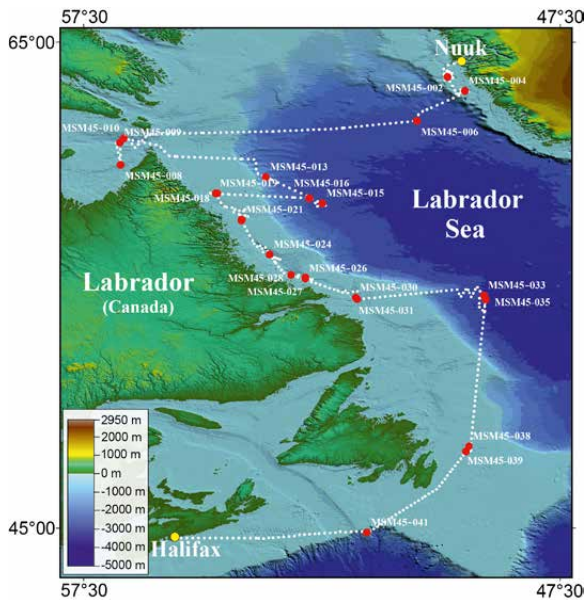 57°30
47°30
65°00
Nuuk
MSM45-002
MSM45-004
MSM45-006
MSM45-010
MSM45-009
MSM45-008
MSM45-013
MSM45-019
MSM45-016
MSM45-015
MSM45-018
MSM45-021
Labrador
Sea
MSM45-024
Labrador
(Canada)
MSM45-026
MSM45-028
MSM45-027
MSM45-030
MSM45-033
MSM45-035
MSM45-031
2950 m
2000 m
1000 m
0 m
-1000 m
-2000 m
-3000 m
-4000 m
-5000 m
MSM45-038
MSM45-039
MSM45-041
45°00
45°00
Halifax
57°30
47°30